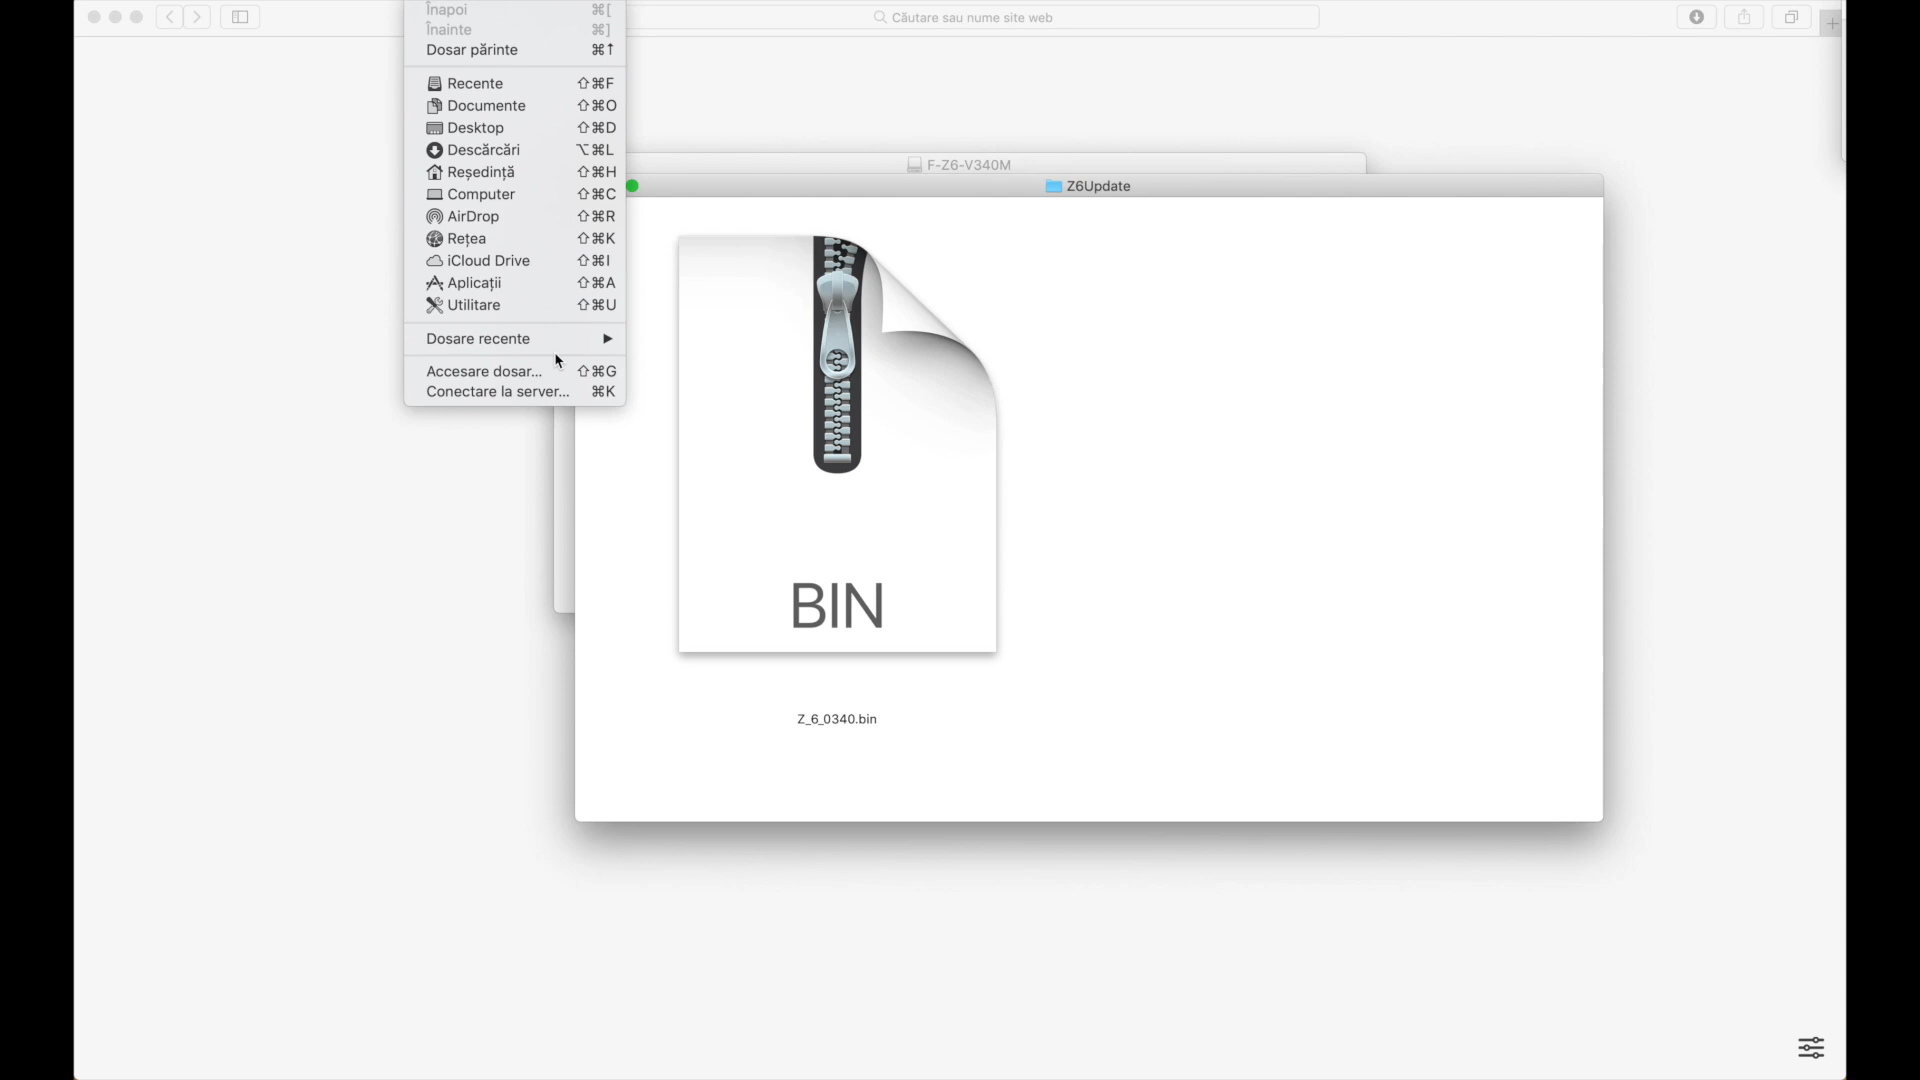 Înapoi ⌘[
Înainte ⌘]
Dosar părinte ⌘↑
Recente ⇧⌘F
Documente ⇧⌘O
Desktop ⇧⌘D
Descărcări ⌥⌘L
Reședință ⇧⌘H
Computer ⇧⌘C
AirDrop ⇧⌘R
Rețea ⇧⌘K
iCloud Drive ⇧⌘I
Aplicații ⇧⌘A
Utilitare ⇧⌘U
Dosare recente ▶
Accesare dosar... ⇧⌘G
Conectare la server... ⌘K
Căutare sau nume site web
F-Z6-V340M
Z6Update
BIN
Z_6_0340.bin